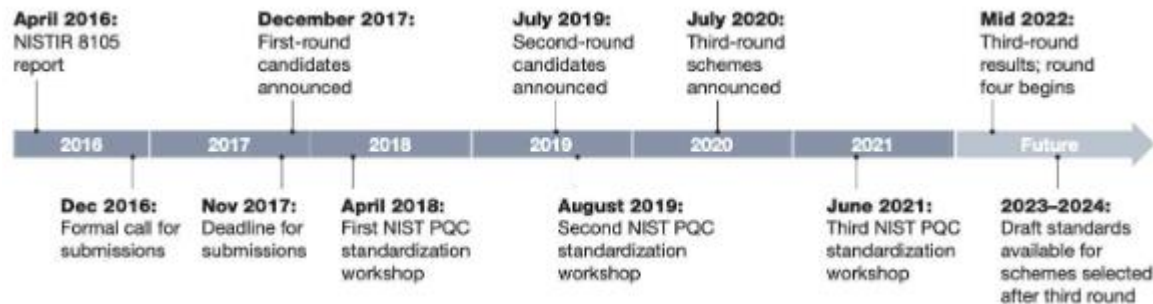 April 2016:
NISTIR 8105
report
December 2017:
First-round
candidates
announced
July 2019:
Second-round
candidates
announced
July 2020:
Third-round
schemes
announced
Mid 2022:
Third-round
results; round
four begins
2016
2017
2018
2019
2020
2021
Future
Dec 2016:
Formal call for
submissions
Nov 2017:
Deadline for
submissions
April 2018:
First NIST PQC
standardization
workshop
August 2019:
Second NIST PQC
standardization
workshop
June 2021:
Third NIST PQC
standardization
workshop
2023–2024:
Draft standards
available for
schemes selected
after third round